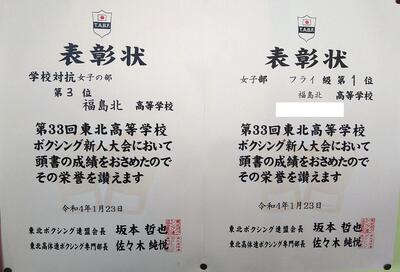 T.A.B.F.
表彰状
学校対抗女子の部
第3位
福島北 高等学校
第33回東北高等学校
ボクシング新人大会において
頭書の成績をおさめたので
その栄誉を讃えます
令和4年1月23日
東北ボクシング連盟会長 坂本哲也
東北高体連ボクシング専門部長 佐々木純悦
T.A.B.F.
表彰状
女子部 フライ級第1位
福島北 高等学校
第33回東北高等学校
ボクシング新人大会において
頭書の成績をおさめたので
その栄誉を讃えます
令和4年1月23日
東北ボクシング連盟会長 坂本哲也
東北高体連ボクシング専門部長 佐々木純悦